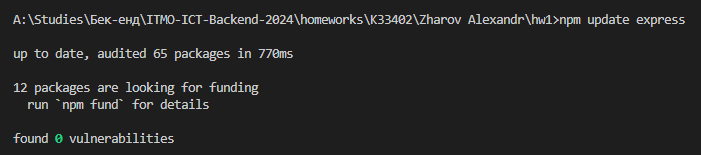 A:\Studies\Бек-енд\ITMO-ICT-Backend-2024\homeworks\K33402\Zharov Alexandr\hw1>npm update express
up to date, audited 65 packages in 770ms
12 packages are looking for funding
run `npm fund` for details
found 0 vulnerabilities